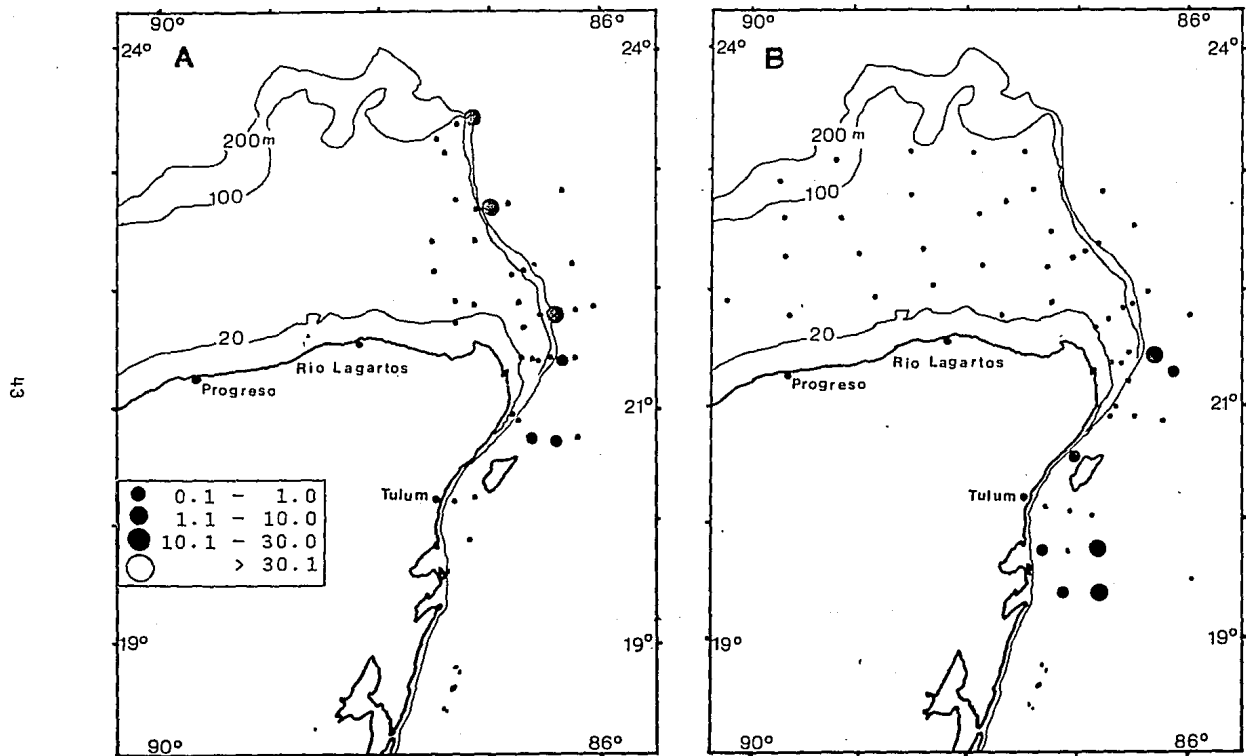 90° 86°
24° A 24°
200m
100
20
Rio Lagartos
Progreso
21°
Tulum
0.1 - 1.0
1.1 - 10.0
10.1 - 30.0
> 30.1
19° 19°
90° 86°
90° 86°
24° B 24°
200 m
100
20
Rio Lagartos
Progreso
21°
Tulum
19° 19°
90° 86°
43